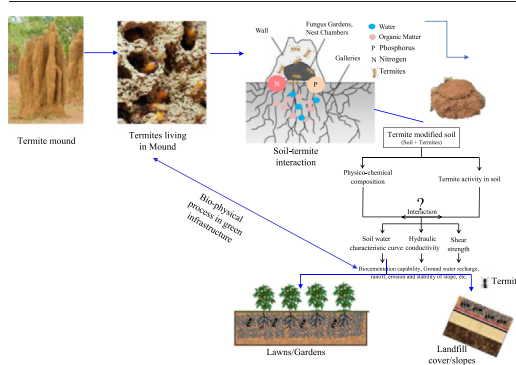 Fungus Gardens,
Nest Chambers
Wall
Galleries
Water
Organic Matter
P Phosphorus
N Nitrogen
Termites
N
P
Termite mound
Termites living
in Mound
Soil-termite
interaction
Termite modified soil
(Soil + Termites)
Physico-chemical
composition
Termite activity in soil
?
Interaction
Soil water
characteristic curve
Hydraulic
conductivity
Shear
strength
Biocementation capability, Ground water recharge,
runoff, erosion and stability of slope, etc.
Bio-physical
process in green
infrastructure
Termit
Lawns/Gardens
Landfill
cover/slopes